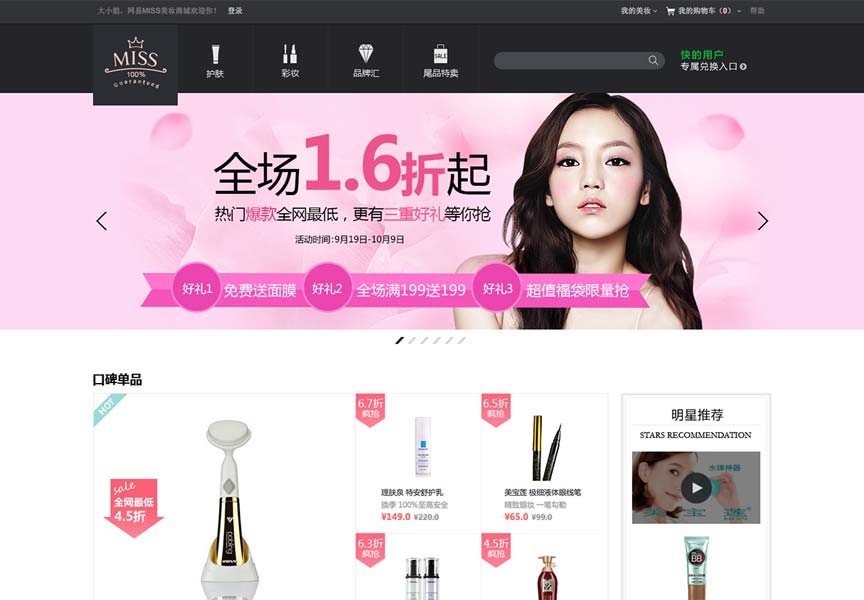 大小姐，网易MISS美妆商城欢迎你！ 登录
我的美妆 我的购物车（0） 帮助
MISS
100%
Guaranteed
护肤
彩妆
品牌汇
SALE
尾品特卖
快的用户
专属兑换入口
全场1.6折起
热门爆款全网最低，更有三重好礼等你抢
活动时间:9月19日-10月9日
好礼1 免费送面膜 好礼2 全场满199送199 好礼3 超值福袋限量抢
口碑单品
HOT
sale
全网最低
4.5折
pobling
6.7折
疯抢
理肤泉 特安舒护乳
换季 100%至高安全
¥149.0 ¥220.0
6.5折
疯抢
美宝莲 极细液体眼线笔
精致眼妆 一笔勾勒
¥65.0 ¥99.0
6.3折
疯抢
4.5折
疯抢
明星推荐
STARS RECOMMENDATION
水弹神器
美宝莲
BB